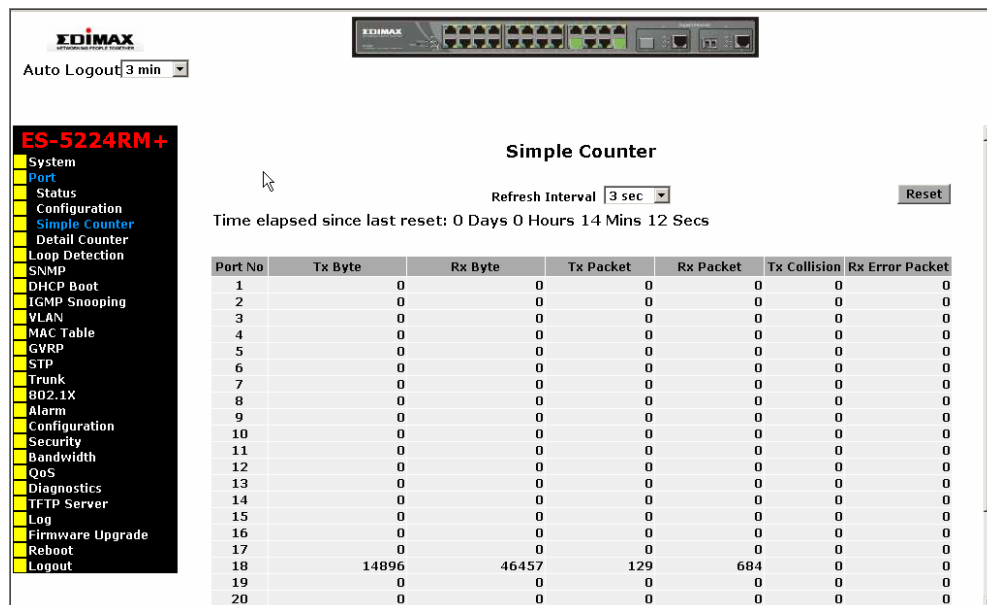 EDIMAX
NETWORKING PEOPLE TOGETHER
EDIMAX
Auto Logout 3 min
ES-5224RM+
System
Port
Status
Configuration
Simple Counter
Detail Counter
Loop Detection
SNMP
DHCP Boot
IGMP Snooping
VLAN
MAC Table
GVRP
STP
Trunk
802.1X
Alarm
Configuration
Security
Bandwidth
QoS
Diagnostics
TFTP Server
Log
Firmware Upgrade
Reboot
Logout
Simple Counter
Refresh Interval 3 sec
Reset
Time elapsed since last reset: 0 Days 0 Hours 14 Mins 12 Secs
Port No Tx Byte Rx Byte Tx Packet Rx Packet Tx Collision Rx Error Packet
1 0 0 0 0 0 0
2 0 0 0 0 0 0
3 0 0 0 0 0 0
4 0 0 0 0 0 0
5 0 0 0 0 0 0
6 0 0 0 0 0 0
7 0 0 0 0 0 0
8 0 0 0 0 0 0
9 0 0 0 0 0 0
10 0 0 0 0 0 0
11 0 0 0 0 0 0
12 0 0 0 0 0 0
13 0 0 0 0 0 0
14 0 0 0 0 0 0
15 0 0 0 0 0 0
16 0 0 0 0 0 0
17 0 0 0 0 0 0
18 14896 46457 129 684 0 0
19 0 0 0 0 0 0
20 0 0 0 0 0 0